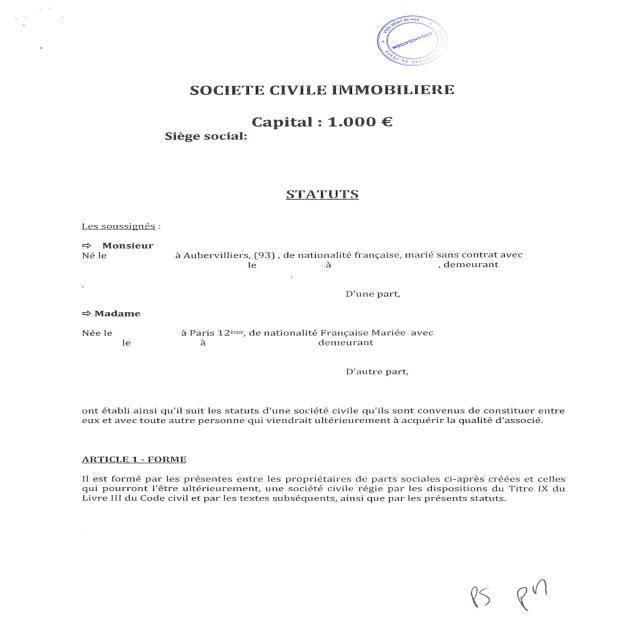 SOCIETE CIVILE IMMOBILIERE
Capital : 1.000 €
Siège social:
STATUTS
Les soussignés :
⇨ Monsieur
Né le à Aubervilliers, (93) , de nationalité française, marié sans contrat avec
le à , demeurant
.
D'une part,
⇨ Madame
Née le à Paris 12ème, de nationalité Française Mariée avec
le à demeurant
D'autre part,
ont établi ainsi qu'il suit les statuts d'une société civile qu'ils sont convenus de constituer entre
eux et avec toute autre personne qui viendrait ultérieurement à acquérir la qualité d'associé.
ARTICLE 1 - FORME
Il est formé par les présentes entre les propriétaires de parts sociales ci-après créées et celles
qui pourront l'être ultérieurement, une société civile régie par les dispositions du Titre IX du
Livre III du Code civil et par les textes subséquents, ainsi que par les présents statuts.
PS